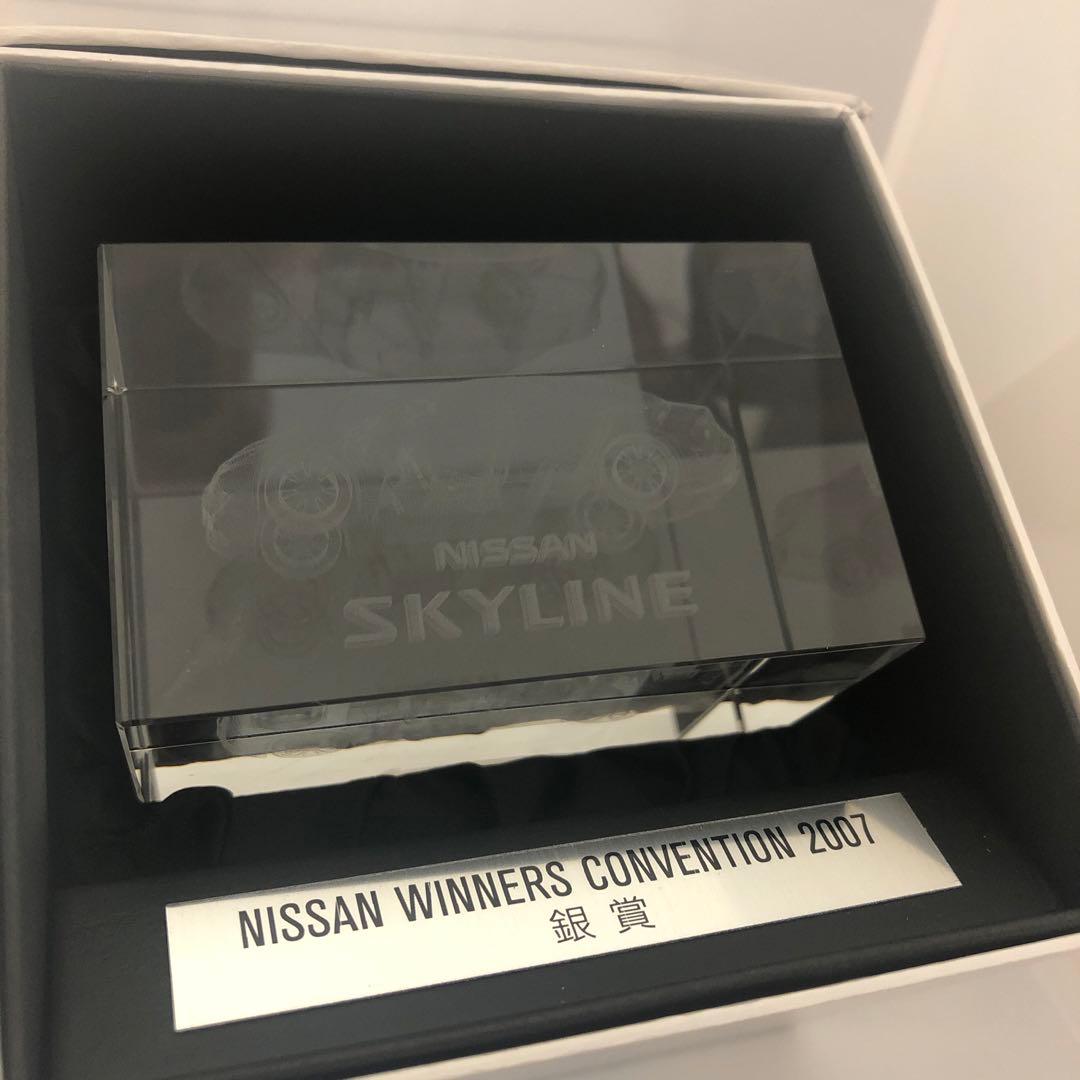 NISSAN
SKYLINE
NISSAN WINNERS CONVENTION 2007
銀賞